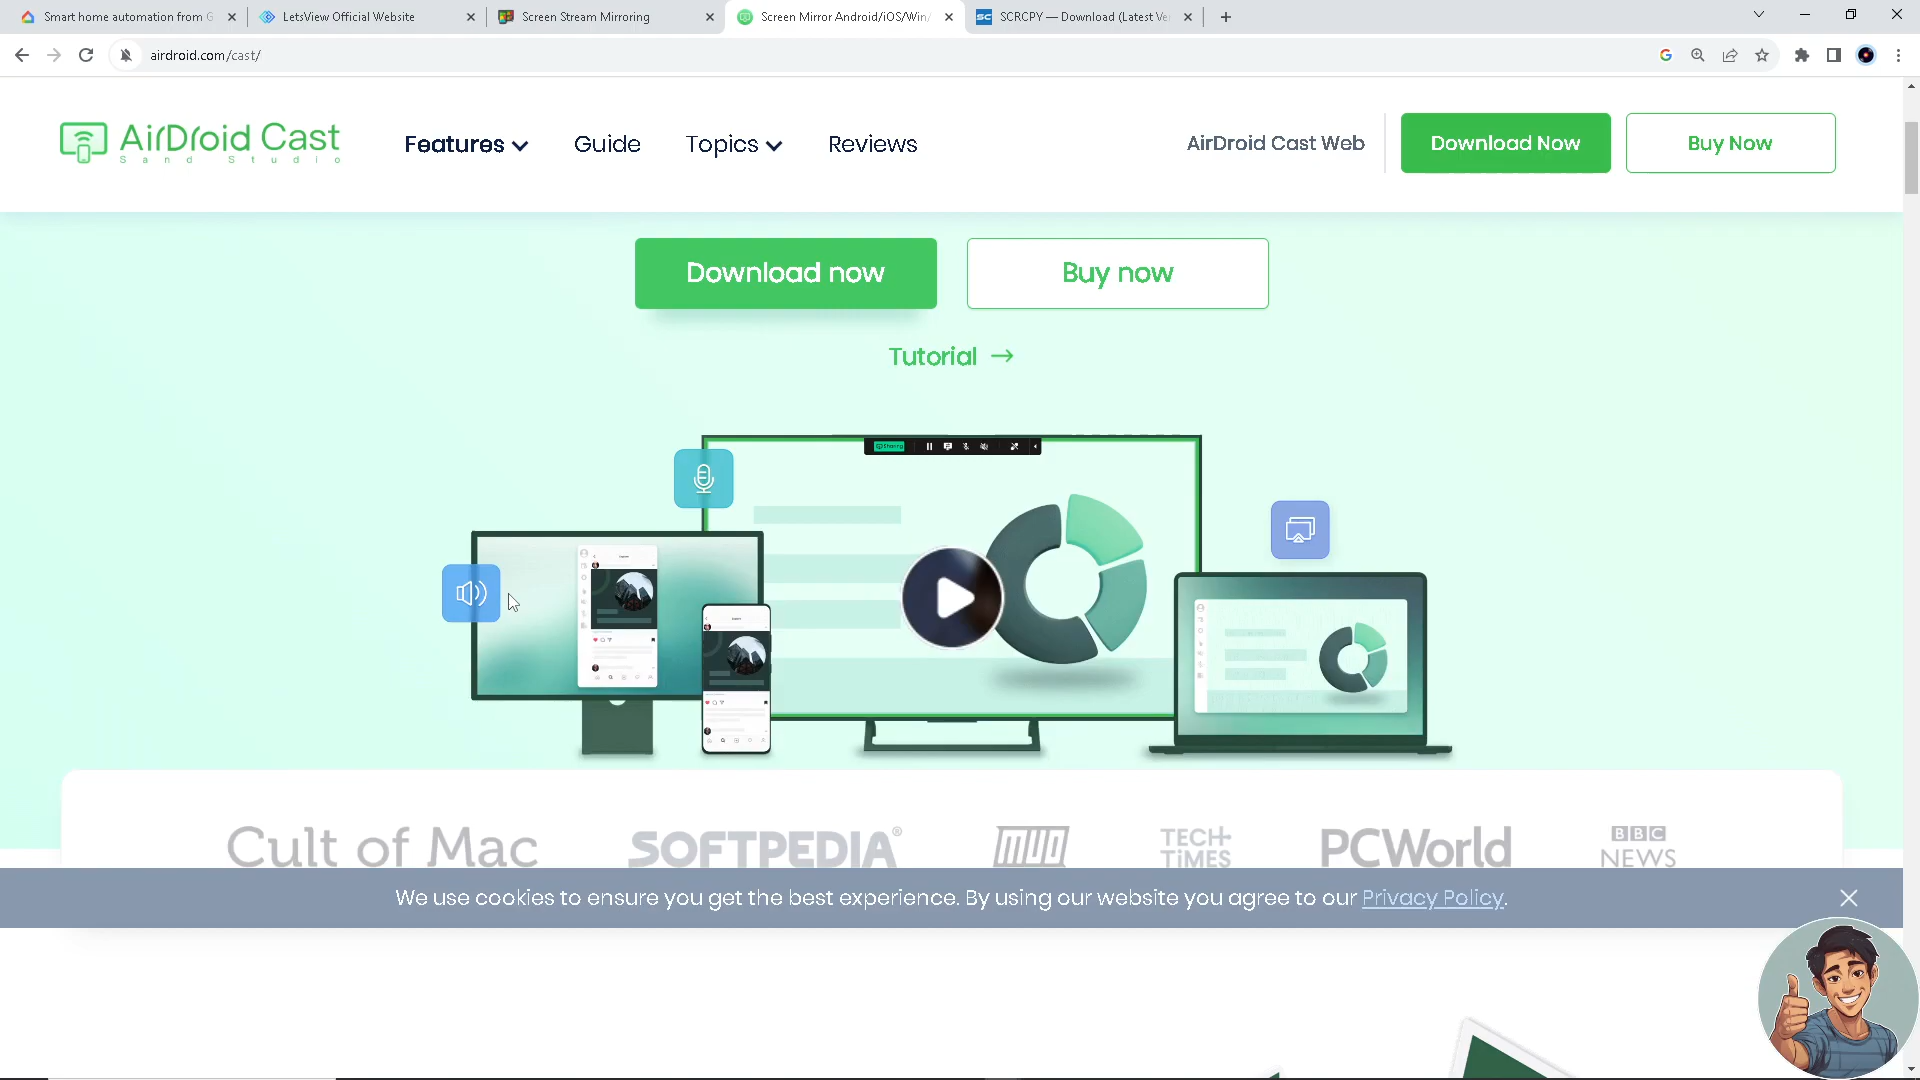 Smart home automation from G
LetsView Official Website
Screen Stream Mirroring
Screen Mirror Android/iOS/Win/
SCRCPY — Download (Latest Ver
airdroid.com/cast/
AirDroid Cast
Sand Studio
Features
Guide
Topics
Reviews
AirDroid Cast Web
Download Now
Buy Now
Download now
Buy now
Tutorial →
Cult of Mac
SOFTPEDIA®
MUO
TECH+
TiMES
PCWorld
BBC
NEWS
We use cookies to ensure you get the best experience. By using our website you agree to our Privacy Policy.